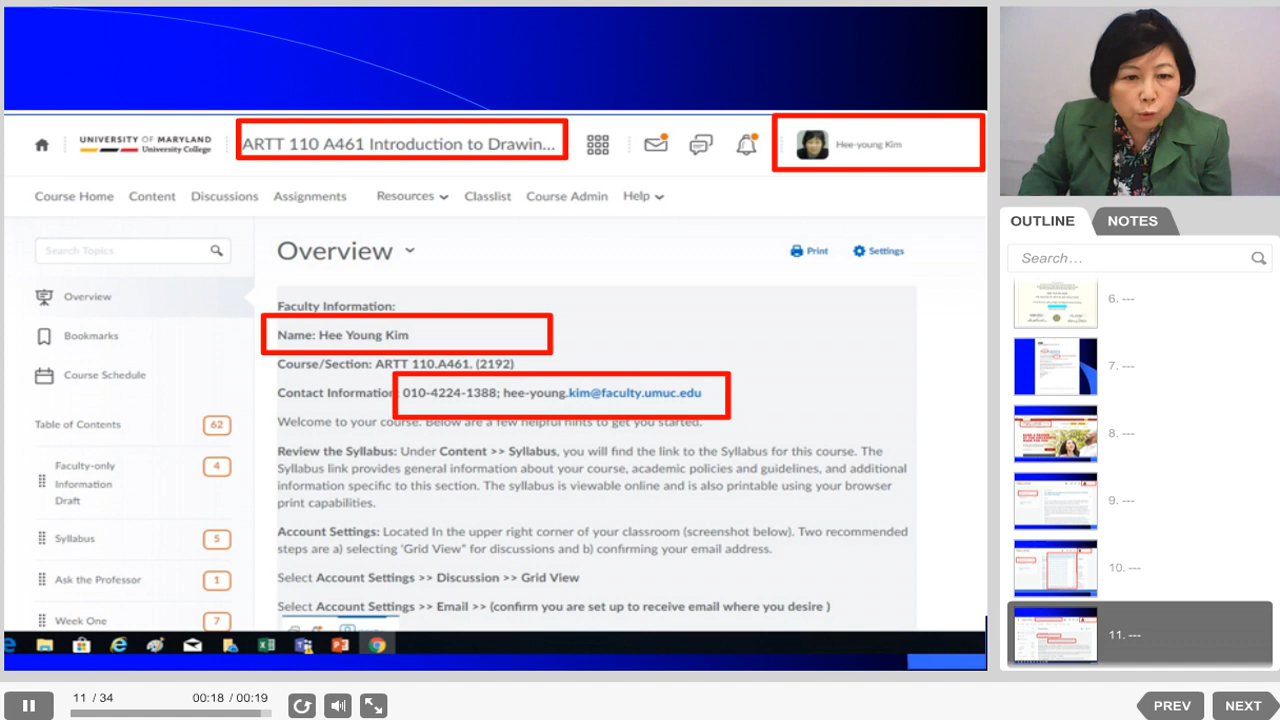 UNIVERSITY OF MARYLAND
University College
ARTT 110 A461 Introduction to Drawin...
Hee-young Kim
Course Home Content Discussions Assignments Resources Classlist Course Admin Help
Search Topics
Overview
Print Settings
Overview
Bookmarks
Course Schedule
Table of Contents 62
Faculty-only
Information
Draft
4
Syllabus 5
Ask the Professor 1
Week One 7
Faculty Information:
Name: Hee Young Kim
Course/Section: ARTT 110.A461. (2192)
Contact Information 010-4224-1388; hee-young.kim@faculty.umuc.edu
Welcome to your course. Below are a few helpful hints to get you started.
Review the Syllabus: Under Content >> Syllabus, you will find the link to the Syllabus for this course. The
Syllabus link provides general information about your course, academic policies and guidelines, and additional
information specific to this section. The syllabus is viewable online and is also printable using your browser
print capabilities.
Account Settings: Located In the upper right corner of your classroom (screenshot below). Two recommended
steps are a) selecting 'Grid View" for discussions and b) confirming your email address.
Select Account Settings >> Discussion >> Grid View
Select Account Settings >> Email >> (confirm you are set up to receive email where you desire )
OUTLINE NOTES
Search...
6. ---
7. ---
8. ---
9. ---
10. ---
11. ---
11 / 34 00:18 / 00:19
PREV NEXT